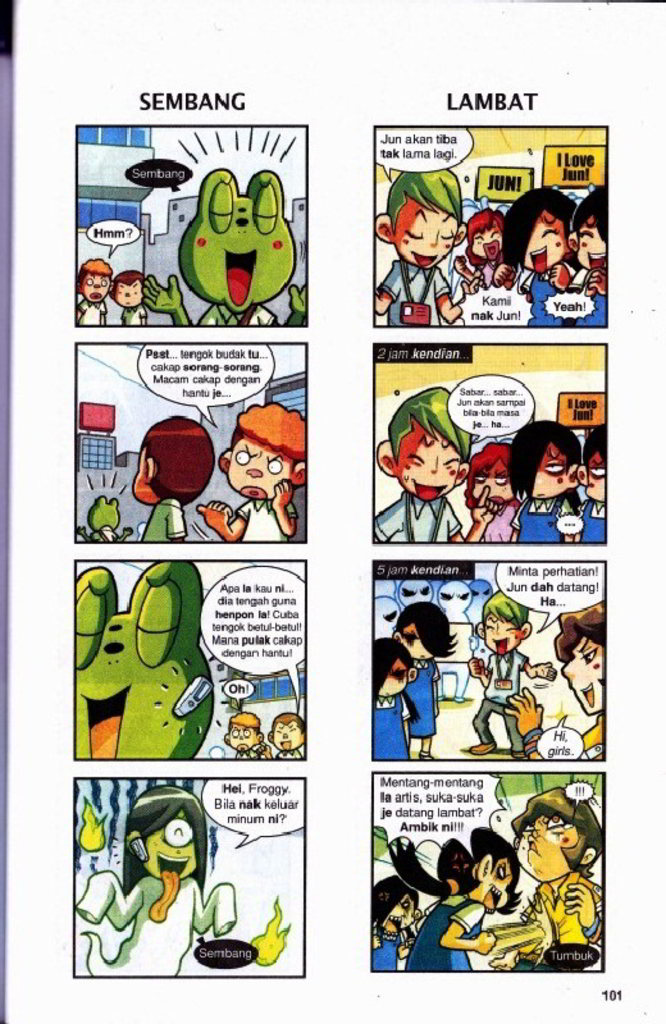 SEMBANG
Sembang
Hmm?
Psst... tengok budak tu...
cakap sorang-sorang.
Macam cakap dengan
hantu je....
Apa la kau ni...
dia tengah guna
henpon la! Cuba
tengok betul-betul!
Mana pulak cakap
dengan hantu!
Oh!
Hei, Froggy.
Bila nak keluar
minum ni?
Sembang
LAMBAT
Jun akan tiba
tak lama lagi.
JUN!
I Love
Jun!
Kami
nak Jun!
Yeah!
2 jam kendian...
Sabar... sabar...
Jun akan sampai
bila-bila masa
je... ha...
I Love
Jun!
...
5 jam kendian...
Minta perhatian!
Jun dah datang!
Ha...
Hi,
girls..
Mentang-mentang
la artis, suka-suka
je datang lambat?
Ambik ni!!!
!!!
Tumbuk
101